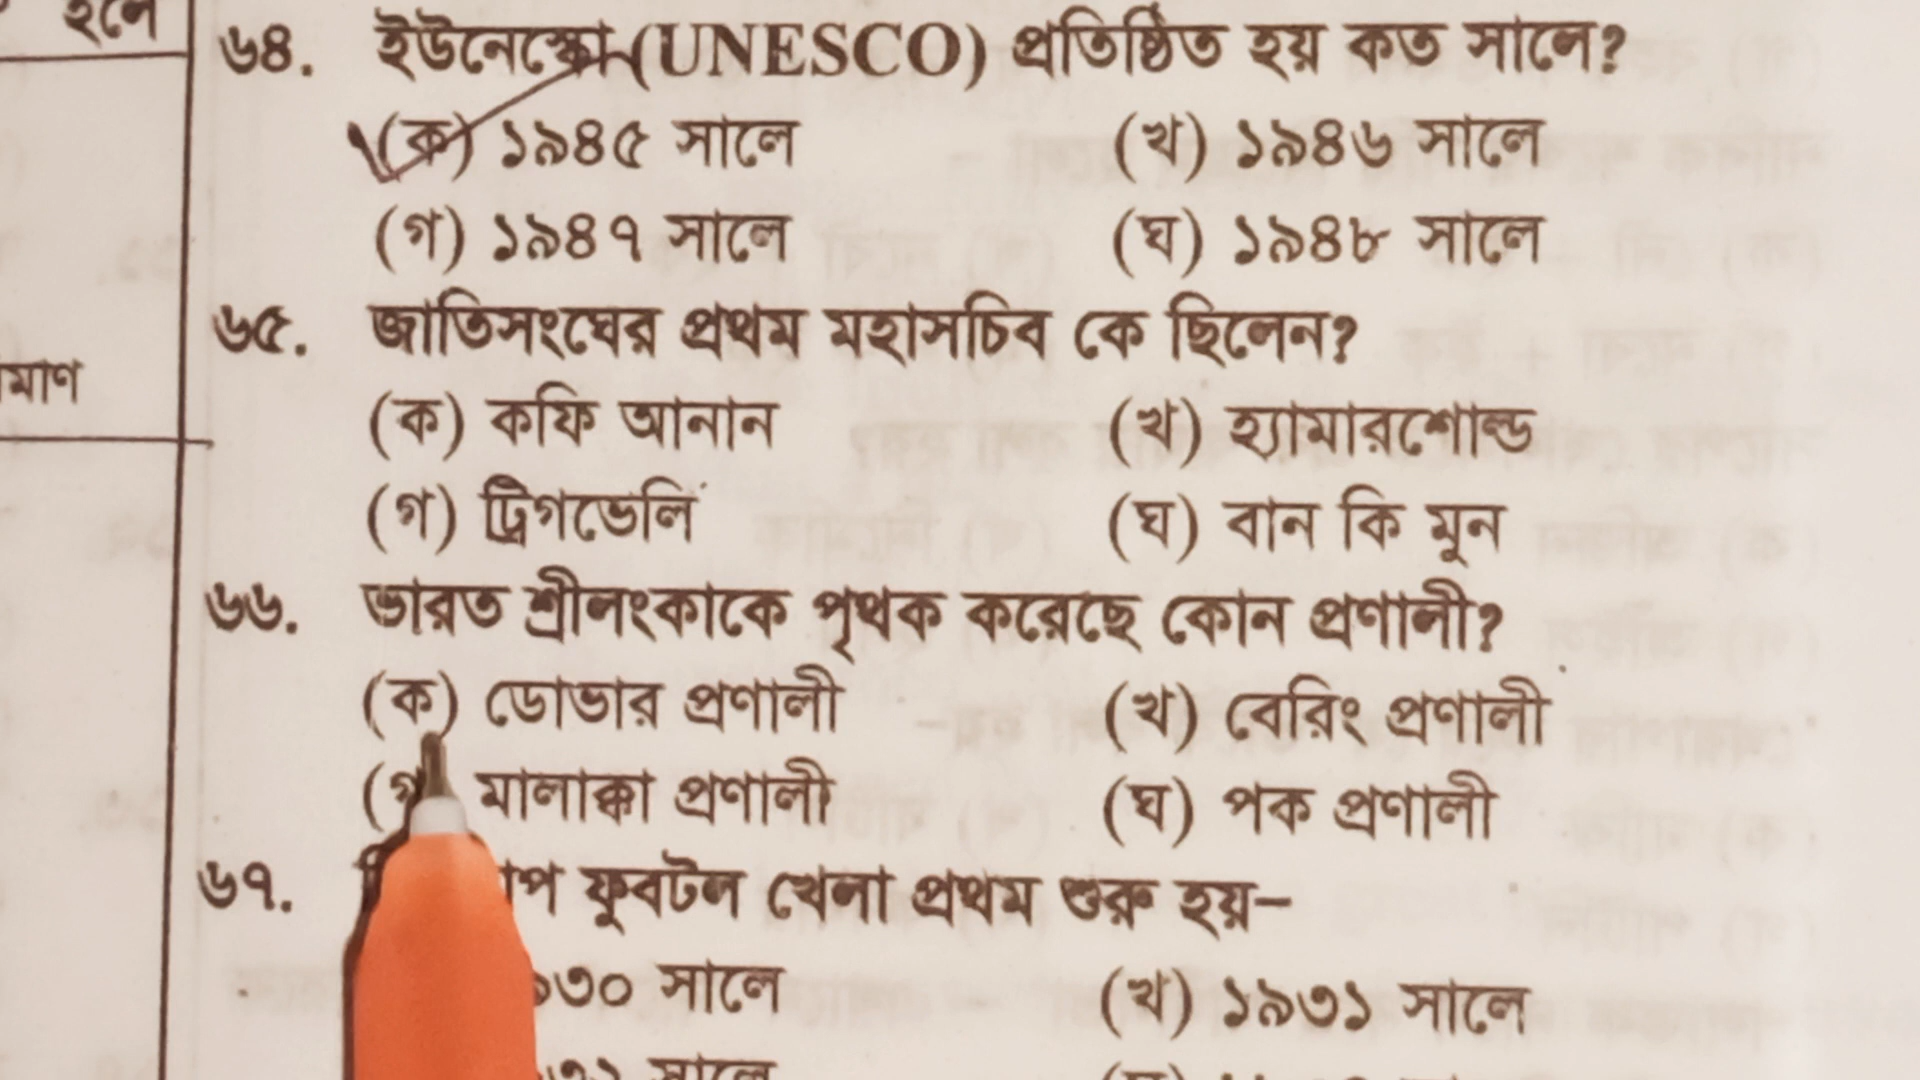 হলে
৬৪. ইউনেস্কো (UNESCO) প্রতিষ্ঠিত হয় কত সালে?
(ক) ১৯৪৫ সালে (খ) ১৯৪৬ সালে
(গ) ১৯৪৭ সালে (ঘ) ১৯৪৮ সালে
৬৫. জাতিসংঘের প্রথম মহাসচিব কে ছিলেন?
মাণ
(ক) কফি আনান (খ) হ্যামারশোল্ড
(গ) ট্রিগভেলি (ঘ) বান কি মুন
৬৬. ভারত শ্রীলংকাকে পৃথক করেছে কোন প্রণালী?
(ক) ডোভার প্রণালী (খ) বেরিং প্রণালী
(গ মালাক্কা প্রণালী (ঘ) পক প্রণালী
৬৭. ফুবটল খেলা প্রথম শুরু হয়–
৩০ সালে (খ) ১৯৩১ সালে
সালে